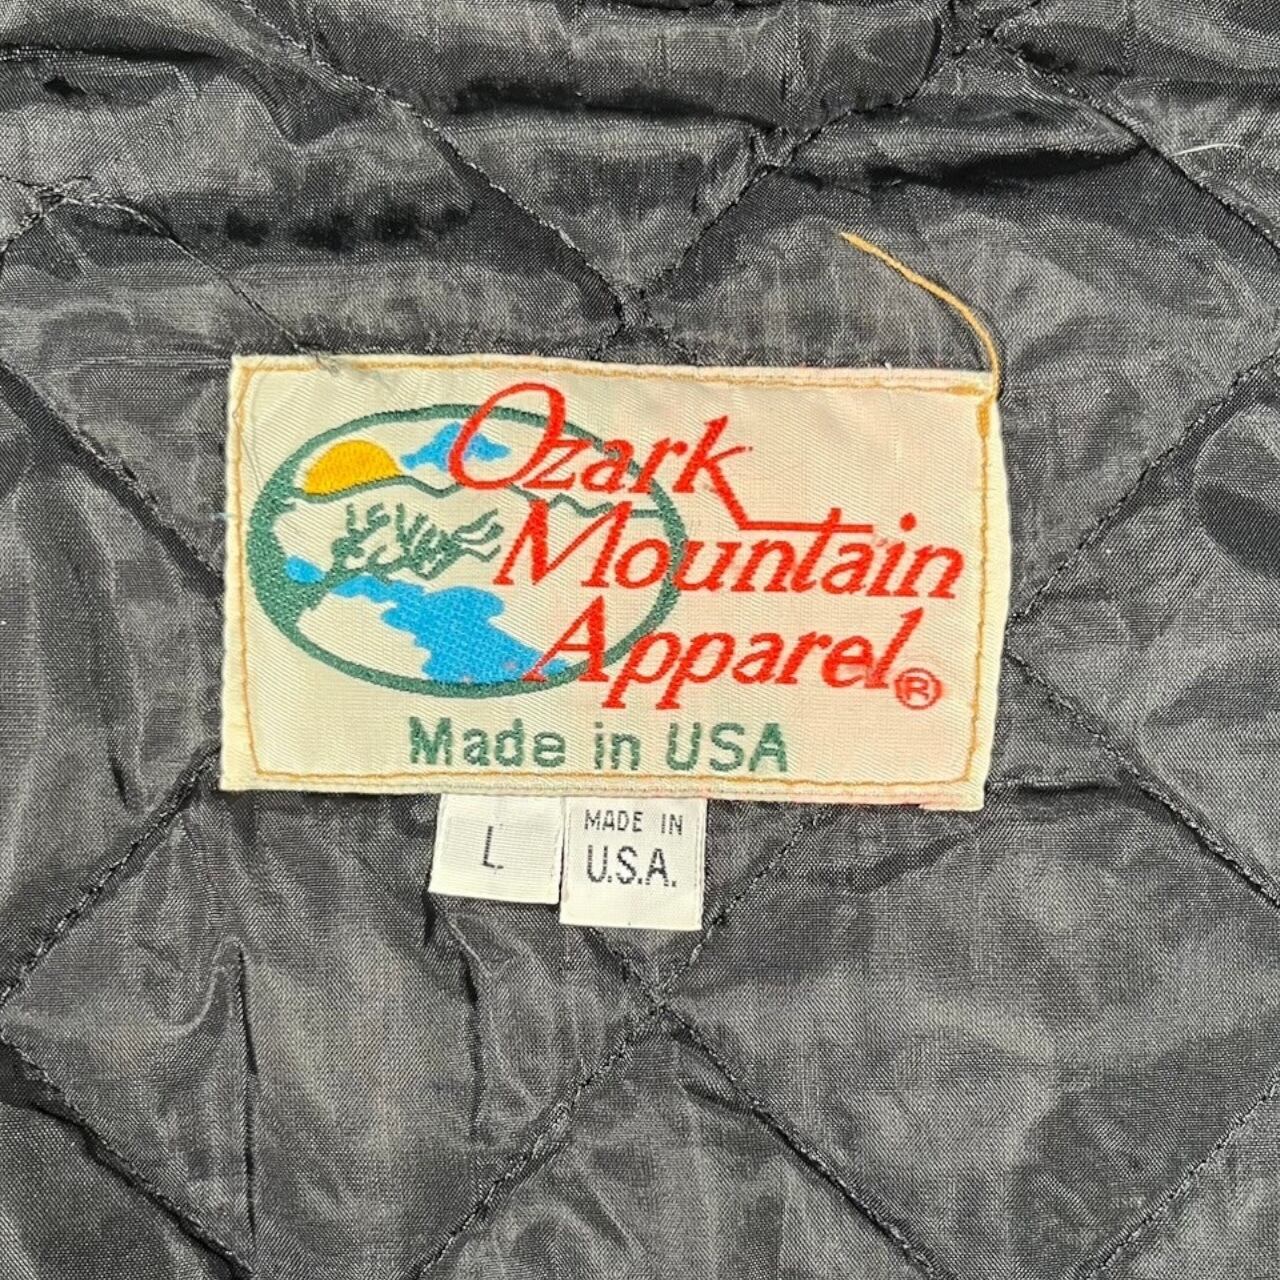 Ozark
Mountain
Apparel®
Made in USA
L
MADE IN
U.S.A.